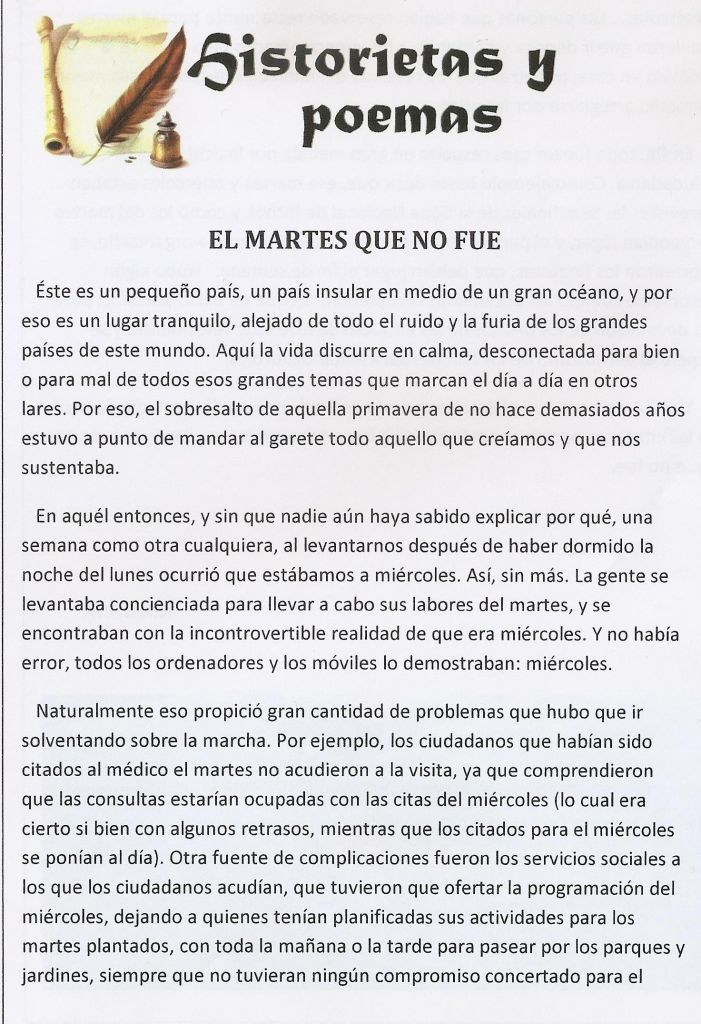 Historietas y
poemas
EL MARTES QUE NO FUE
Éste es un pequeño país, un país insular en medio de un gran océano, y por
eso es un lugar tranquilo, alejado de todo el ruido y la furia de los grandes
países de este mundo. Aquí la vida discurre en calma, desconectada para bien
o para mal de todos esos grandes temas que marcan el día a día en otros
lares. Por eso, el sobresalto de aquella primavera de no hace demasiados años
estuvo a punto de mandar al garete todo aquello que creíamos y que nos
sustentaba.
En aquél entonces, y sin que nadie aún haya sabido explicar por qué, una
semana como otra cualquiera, al levantarnos después de haber dormido la
noche del lunes ocurrió que estábamos a miércoles. Así, sin más. La gente se
levantaba concienciada para llevar a cabo sus labores del martes, y se
encontraban con la incontrovertible realidad de que era miércoles. Y no había
error, todos los ordenadores y los móviles lo demostraban: miércoles.
Naturalmente eso propició gran cantidad de problemas que hubo que ir
solventando sobre la marcha. Por ejemplo, los ciudadanos que habían sido
citados al médico el martes no acudieron a la visita, ya que comprendieron
que las consultas estarían ocupadas con las citas del miércoles (lo cual era
cierto si bien con algunos retrasos, mientras que los citados para el miércoles
se ponían al día). Otra fuente de complicaciones fueron los servicios sociales a
los que los ciudadanos acudían, que tuvieron que ofertar la programación del
miércoles, dejando a quienes tenían planificadas sus actividades para los
martes plantados, con toda la mañana o la tarde para pasear por los parques y
jardines, siempre que no tuvieran ningún compromiso concertado para el